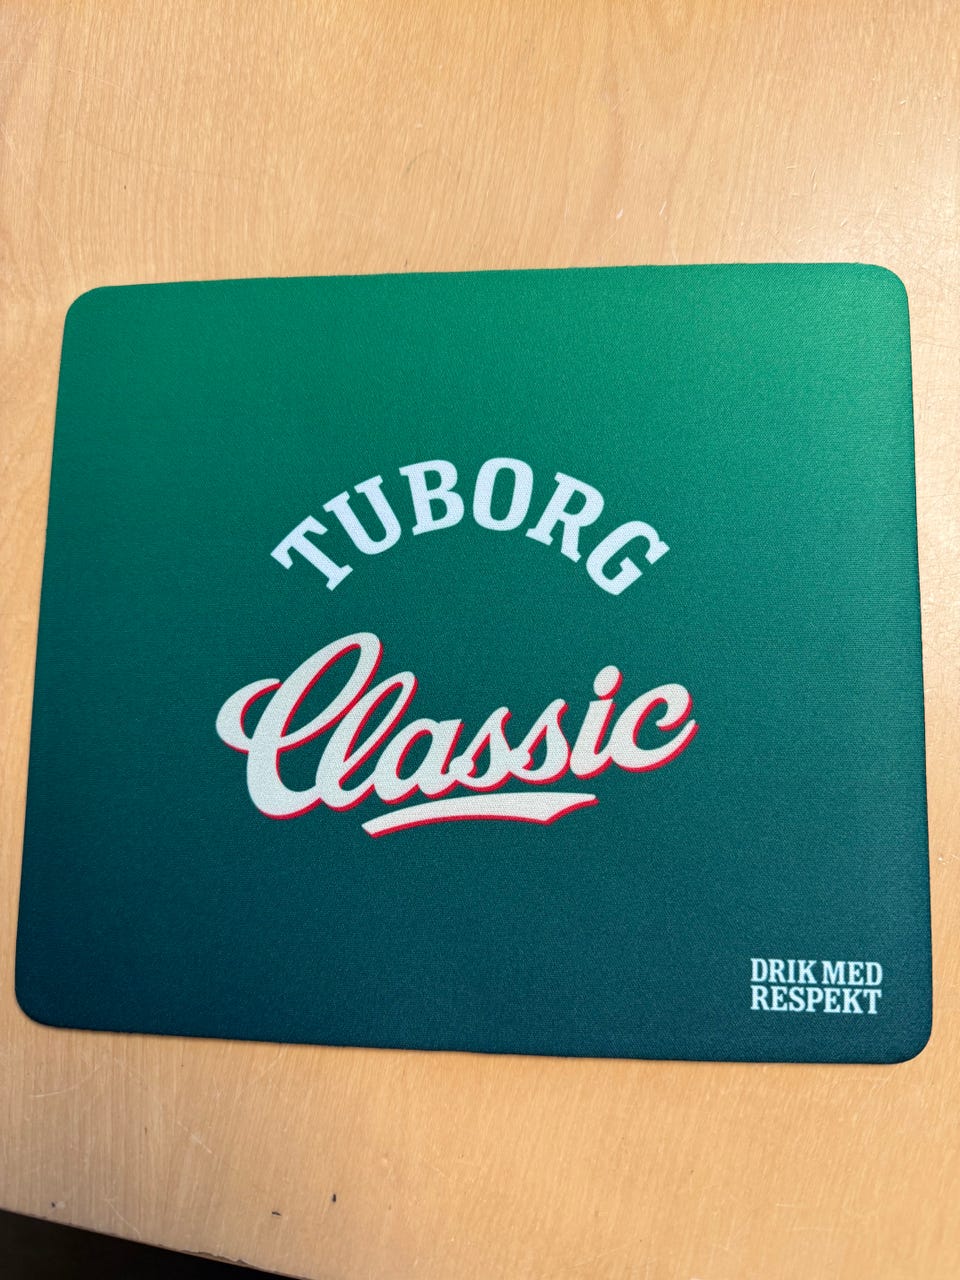 TUBORG
Classic
DRIK MED
RESPEKT